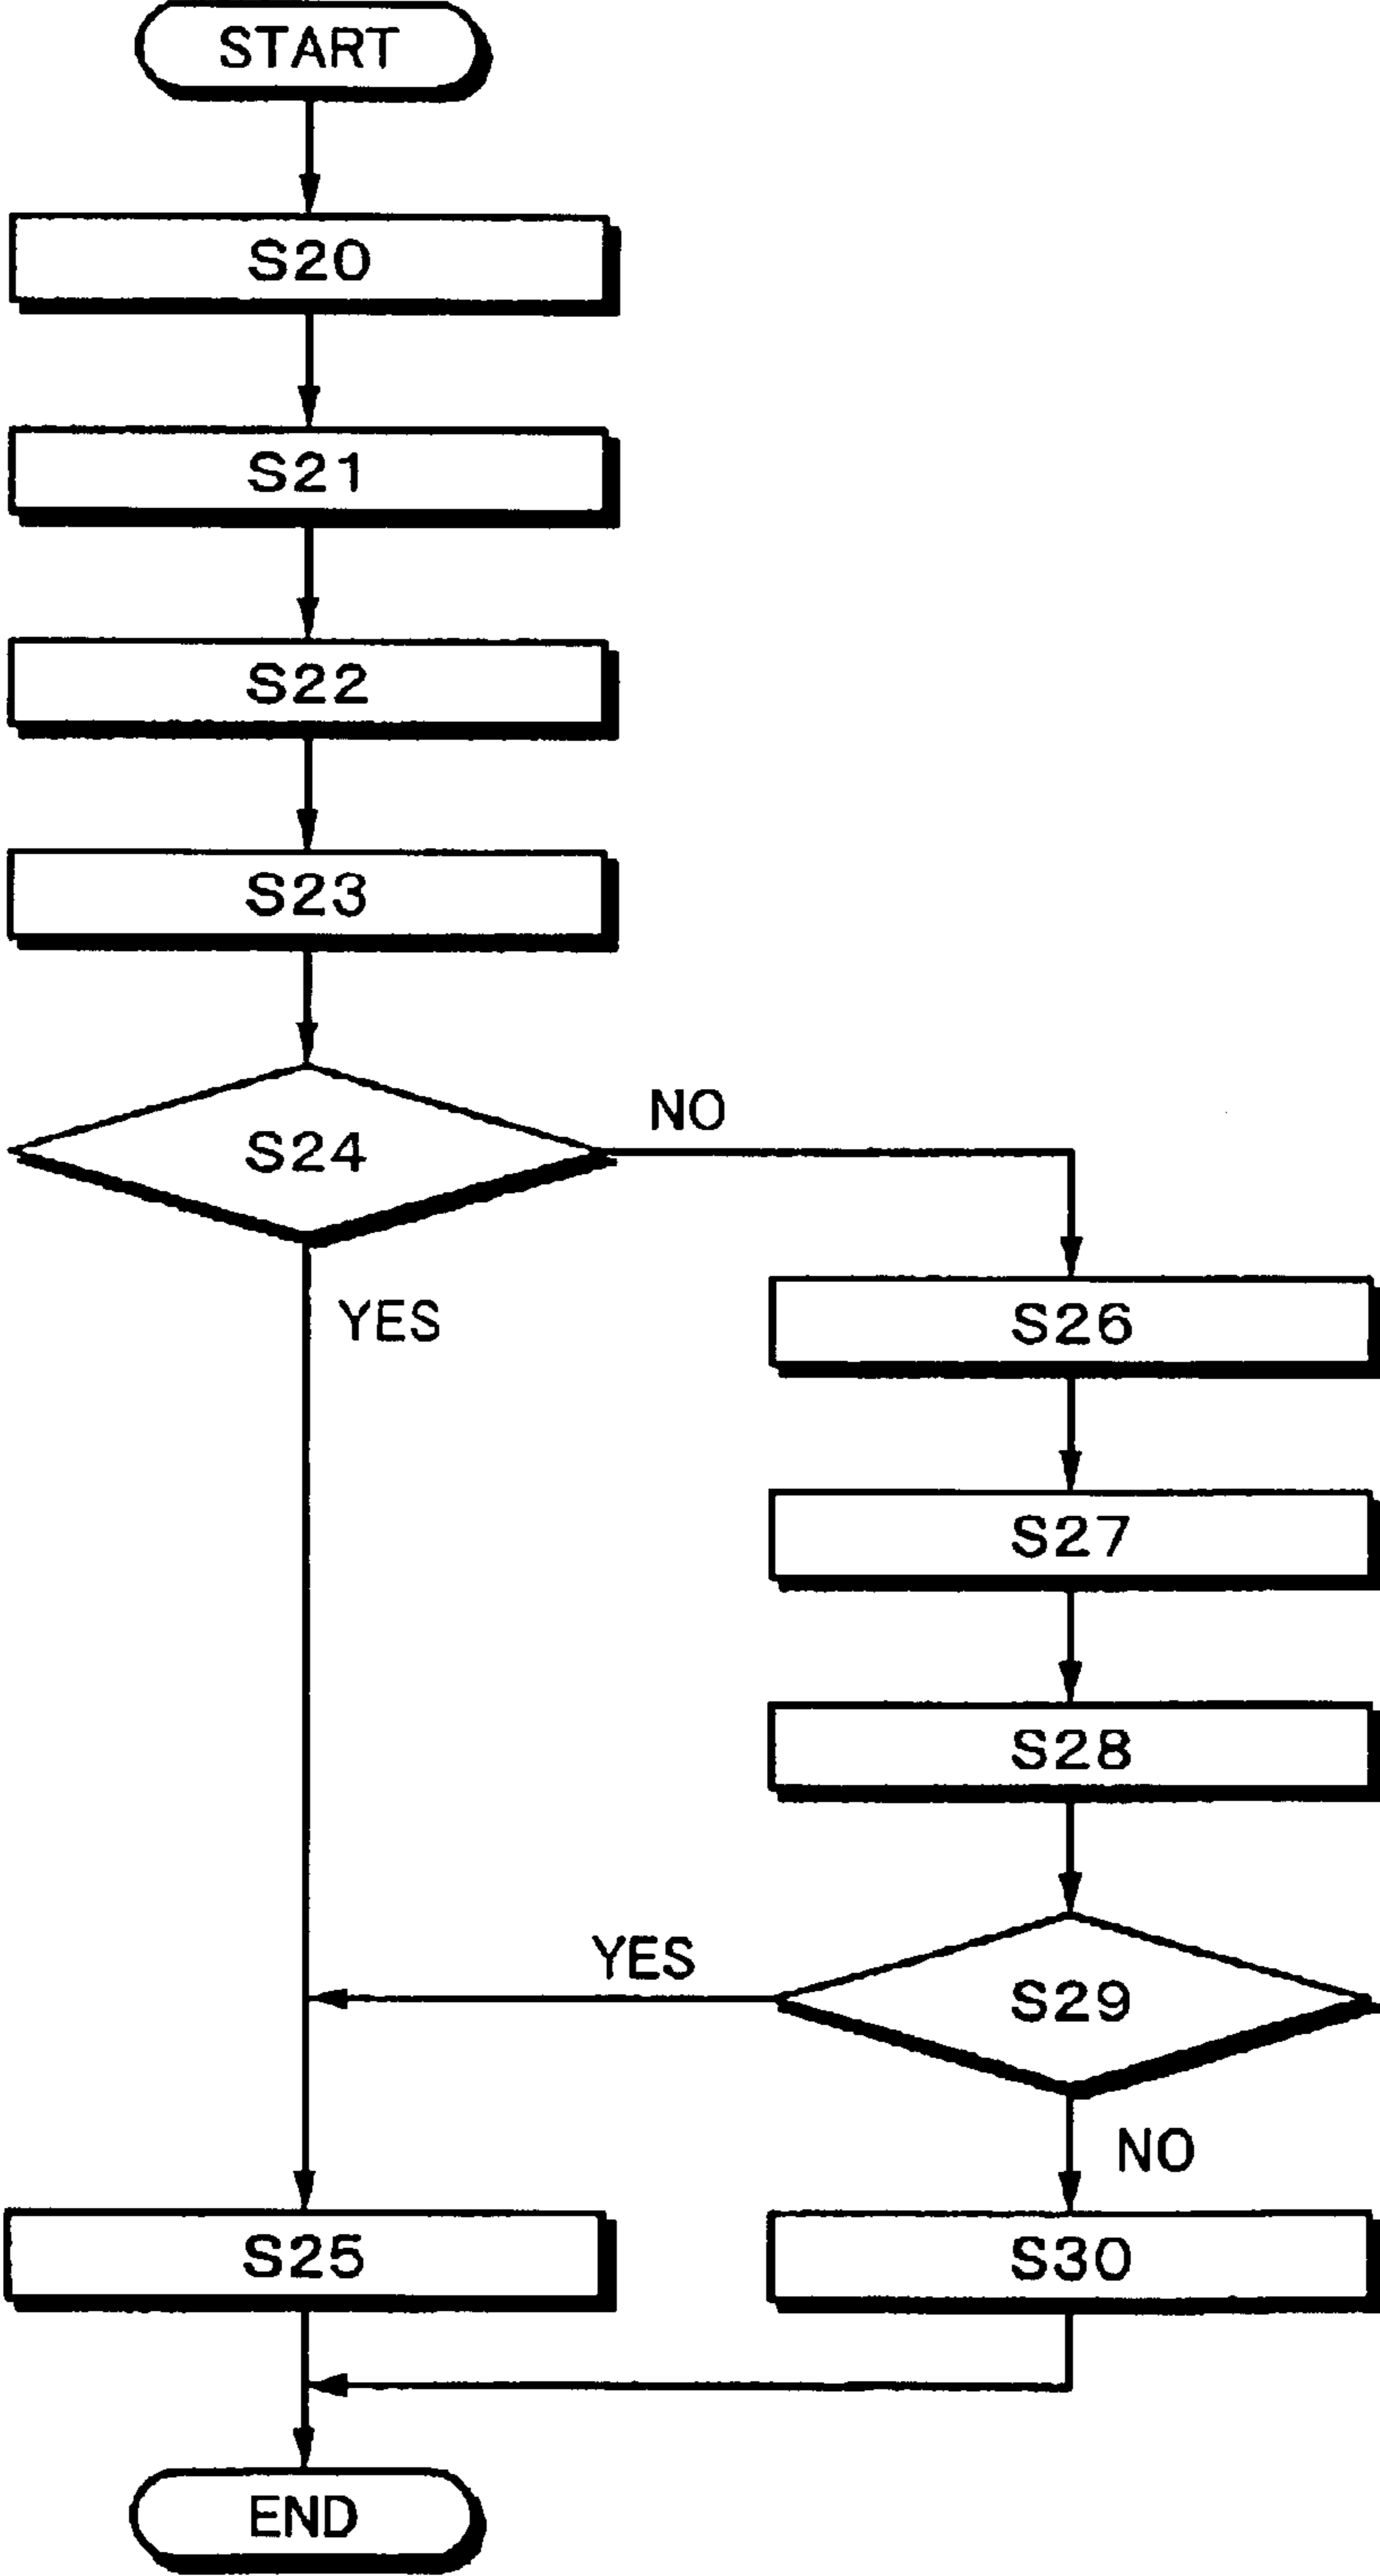 START
S20
S21
S22
S23
S24
NO
YES
S26
S27
S28
YES
S29
NO
S25
S30
END